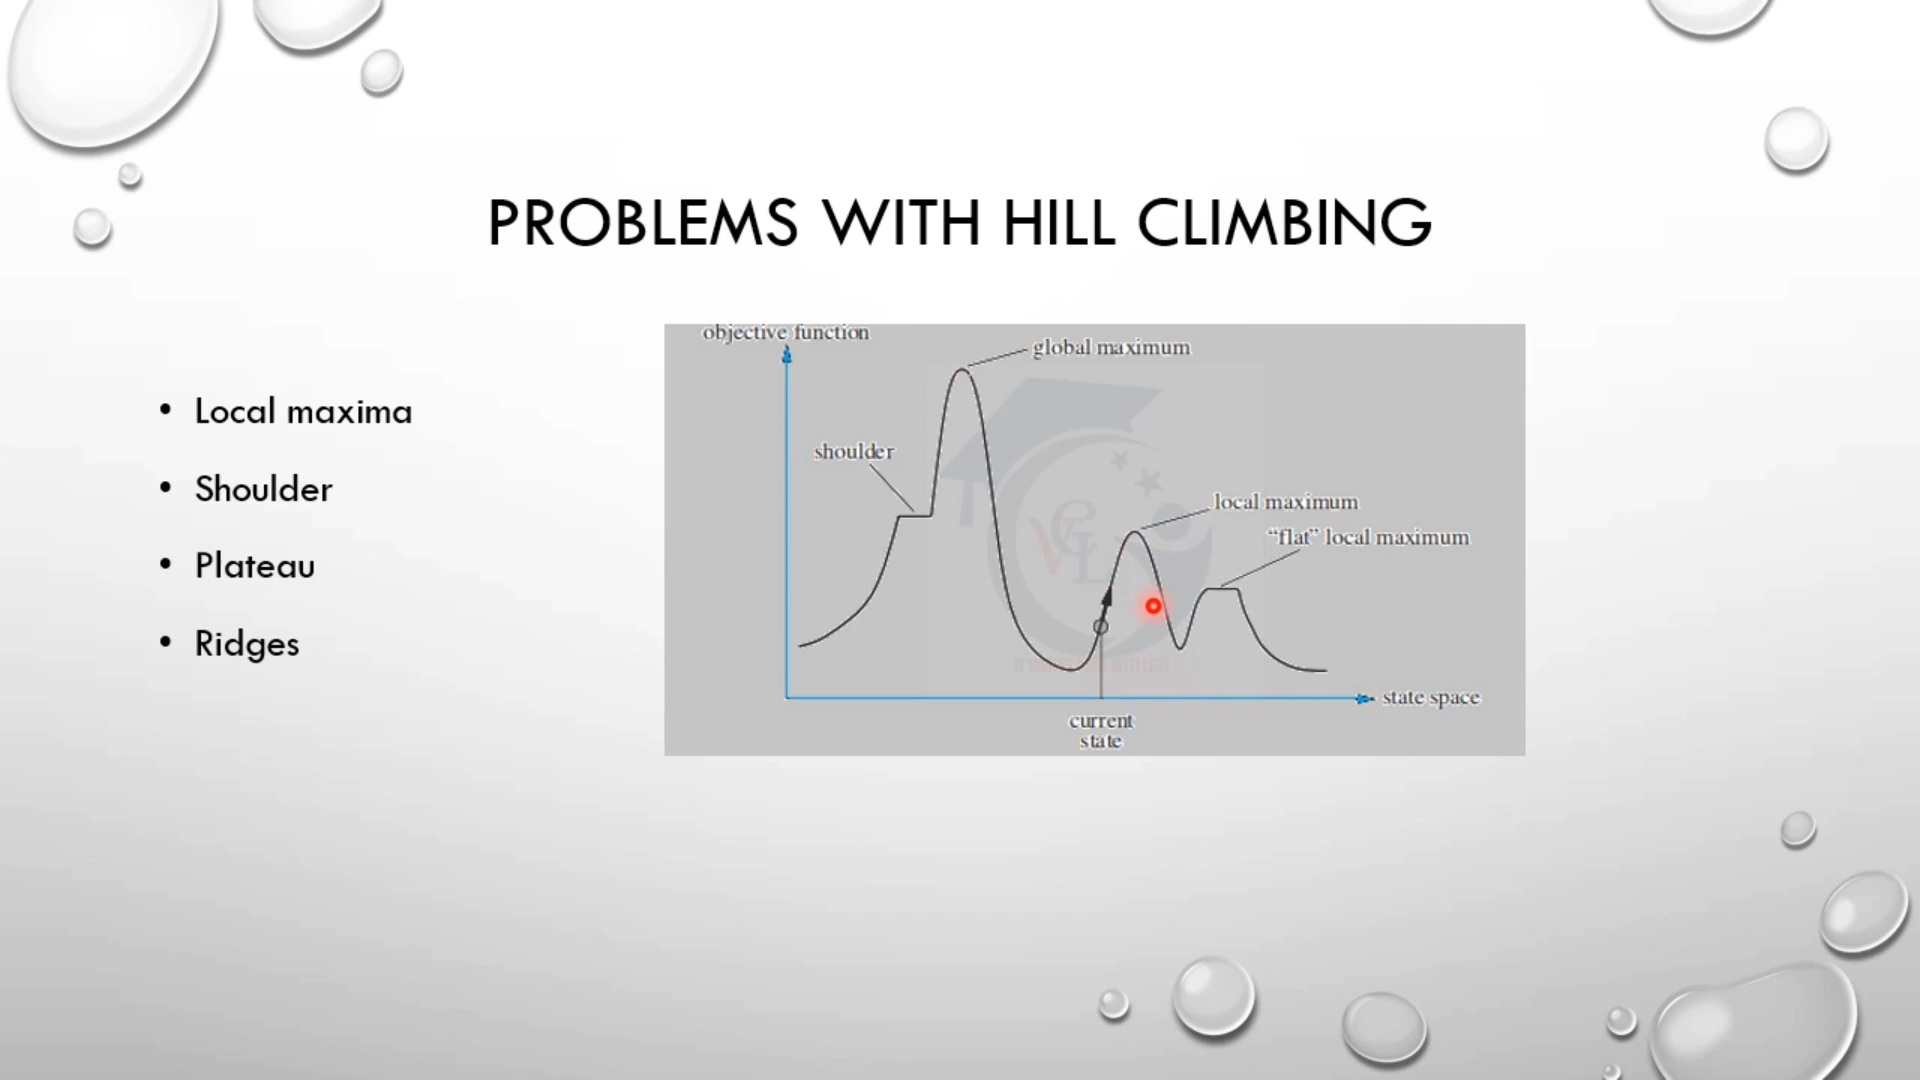 PROBLEMS WITH HILL CLIMBING
• Local maxima
• Shoulder
• Plateau
• Ridges
objective function
global maximum
shoulder
local maximum
"flat" local maximum
state space
current
state